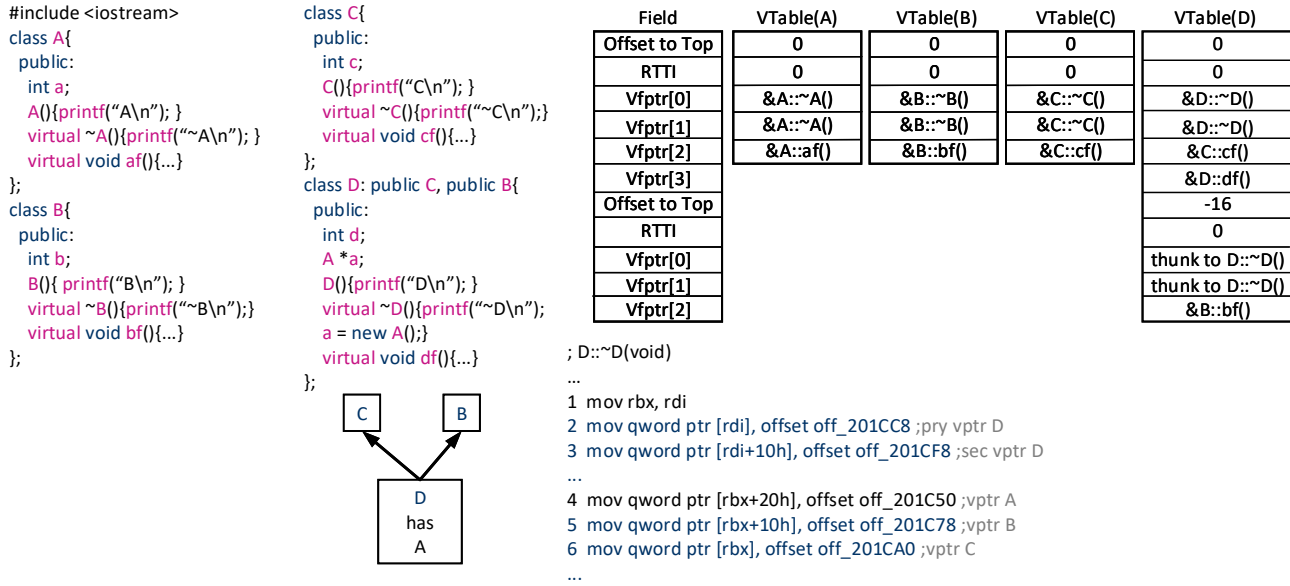 #include <iostream>
class A{
public:
int a;
A(){printf(“A\n”); }
virtual ~A(){printf(“~A\n”); }
virtual void af(){...}
};
class B{
public:
int b;
B(){ printf(“B\n”); }
virtual ~B(){printf(“~B\n”);}
virtual void bf(){...}
};
class C{
public:
int c;
C(){printf(“C\n”); }
virtual ~C(){printf(“~C\n”);}
virtual void cf(){...}
};
class D: public C, public B{
public:
int d;
A *a;
D(){printf(“D\n”); }
virtual ~D(){printf(“~D\n”);
a = new A();}
virtual void df(){...}
};
C B
D
has
A
Field VTable(A) VTable(B) VTable(C) VTable(D)
Offset to Top 0 0 0 0
RTTI 0 0 0 0
Vfptr[0] &A::~A() &B::~B() &C::~C() &D::~D()
Vfptr[1] &A::~A() &B::~B() &C::~C() &D::~D()
Vfptr[2] &A::af() &B::bf() &C::cf() &C::cf()
Vfptr[3] &D::df()
Offset to Top -16
RTTI 0
Vfptr[0] thunk to D::~D()
Vfptr[1] thunk to D::~D()
Vfptr[2] &B::bf()
; D::~D(void)
...
1 mov rbx, rdi
2 mov qword ptr [rdi], offset off_201CC8 ;pry vptr D
3 mov qword ptr [rdi+10h], offset off_201CF8 ;sec vptr D
...
4 mov qword ptr [rbx+20h], offset off_201C50 ;vptr A
5 mov qword ptr [rbx+10h], offset off_201C78 ;vptr B
6 mov qword ptr [rbx], offset off_201CA0 ;vptr C
...